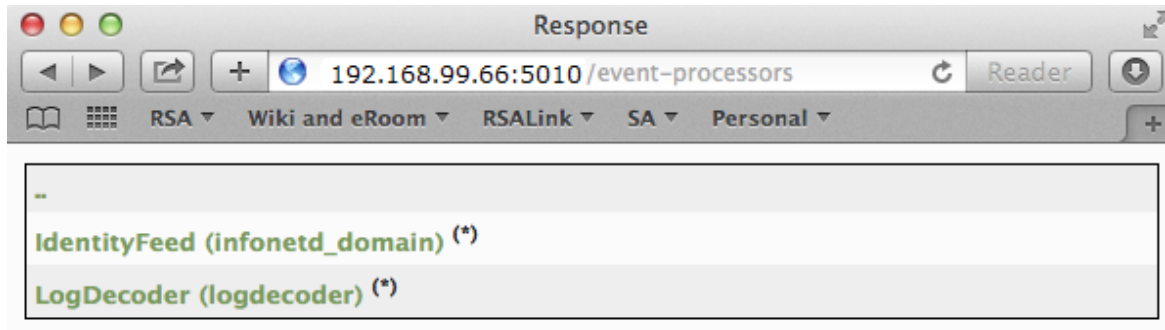 Response
192.168.99.66:5010/event-processors Reader
RSA Wiki and eRoom RSALink SA Personal
..
IdentityFeed (infonetd_domain) (*)
LogDecoder (logdecoder) (*)